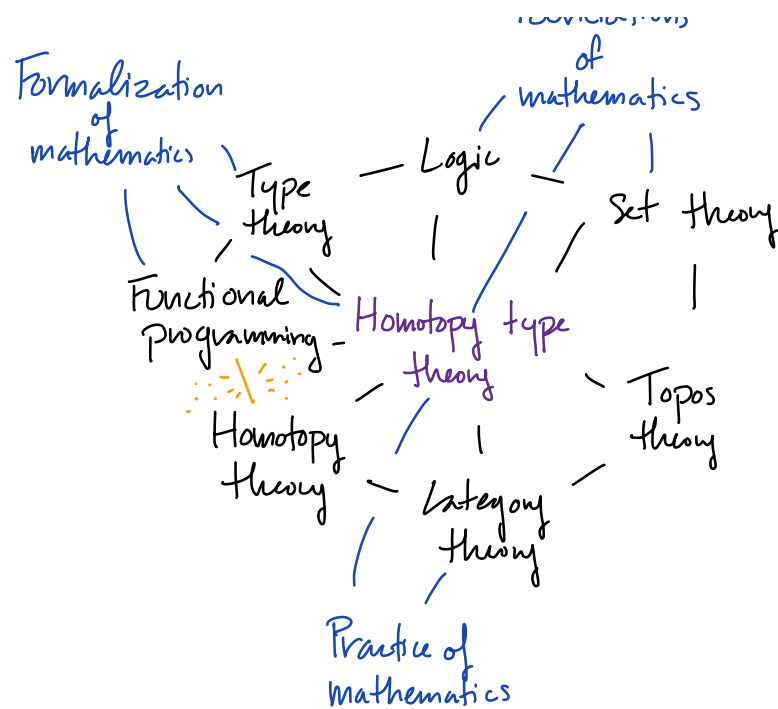 of
mathematics
Formalization
of
mathematics
Logic
Type
theory
Set theory
Functional
programming
Homotopy type
theory
Topos
theory
Homotopy
theory
Category
theory
Practice of
mathematics